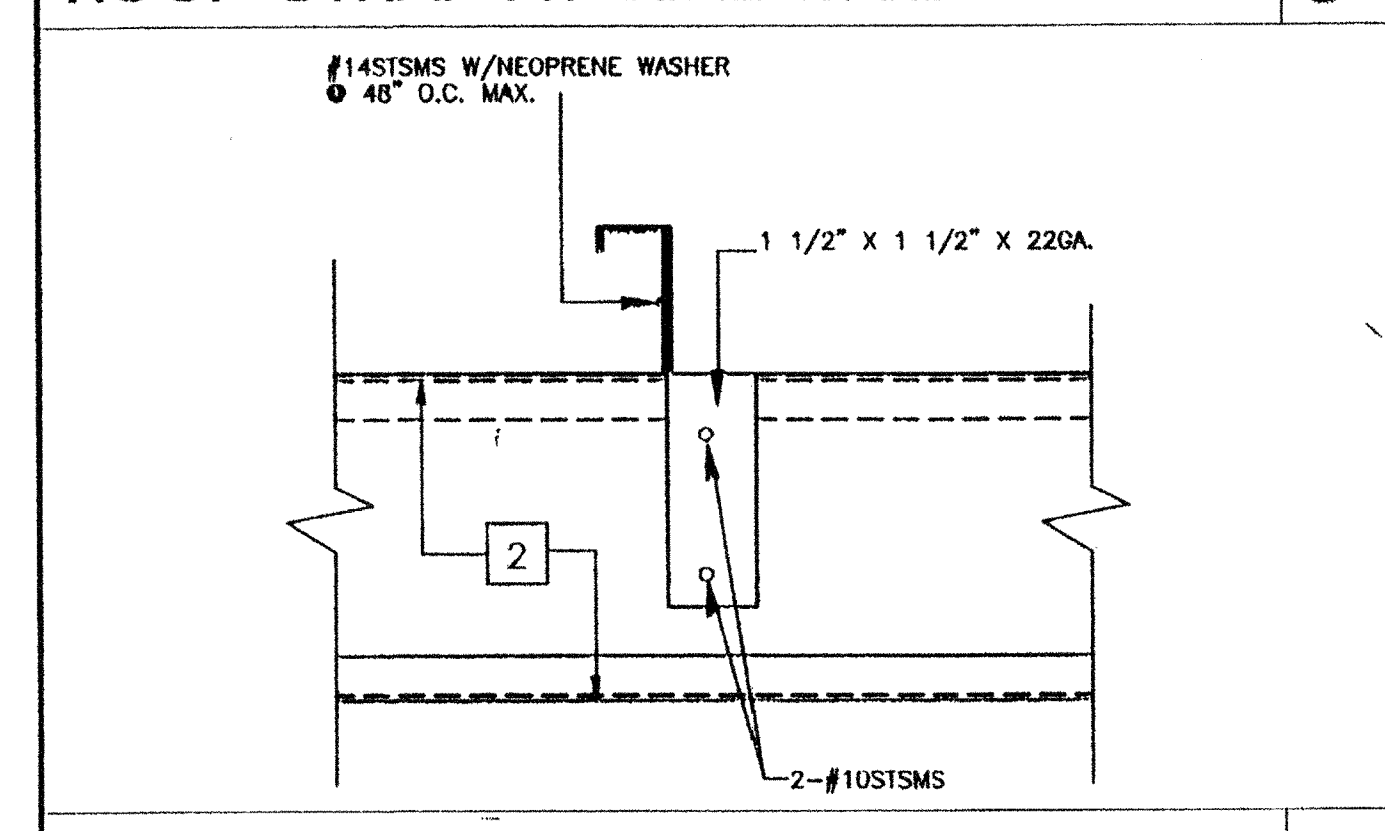 #14STSMS W/NEOPRENE WASHER
@ 48" O.C. MAX.
1 1/2" X 1 1/2" X 22GA.
2
2-#10STSMS